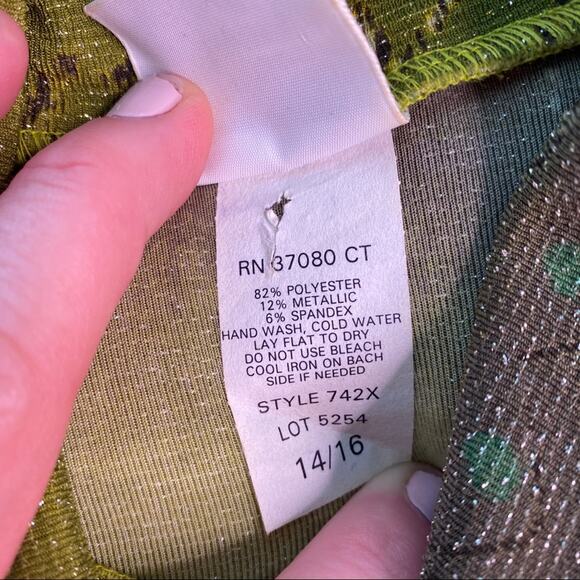 RN 37080 CT
82% POLYESTER
12% METALLIC
6% SPANDEX
HAND WASH, COLD WATER
LAY FLAT TO DRY
DO NOT USE BLEACH
COOL IRON ON BACH
SIDE IF NEEDED
STYLE 742X
LOT 5254
14/16